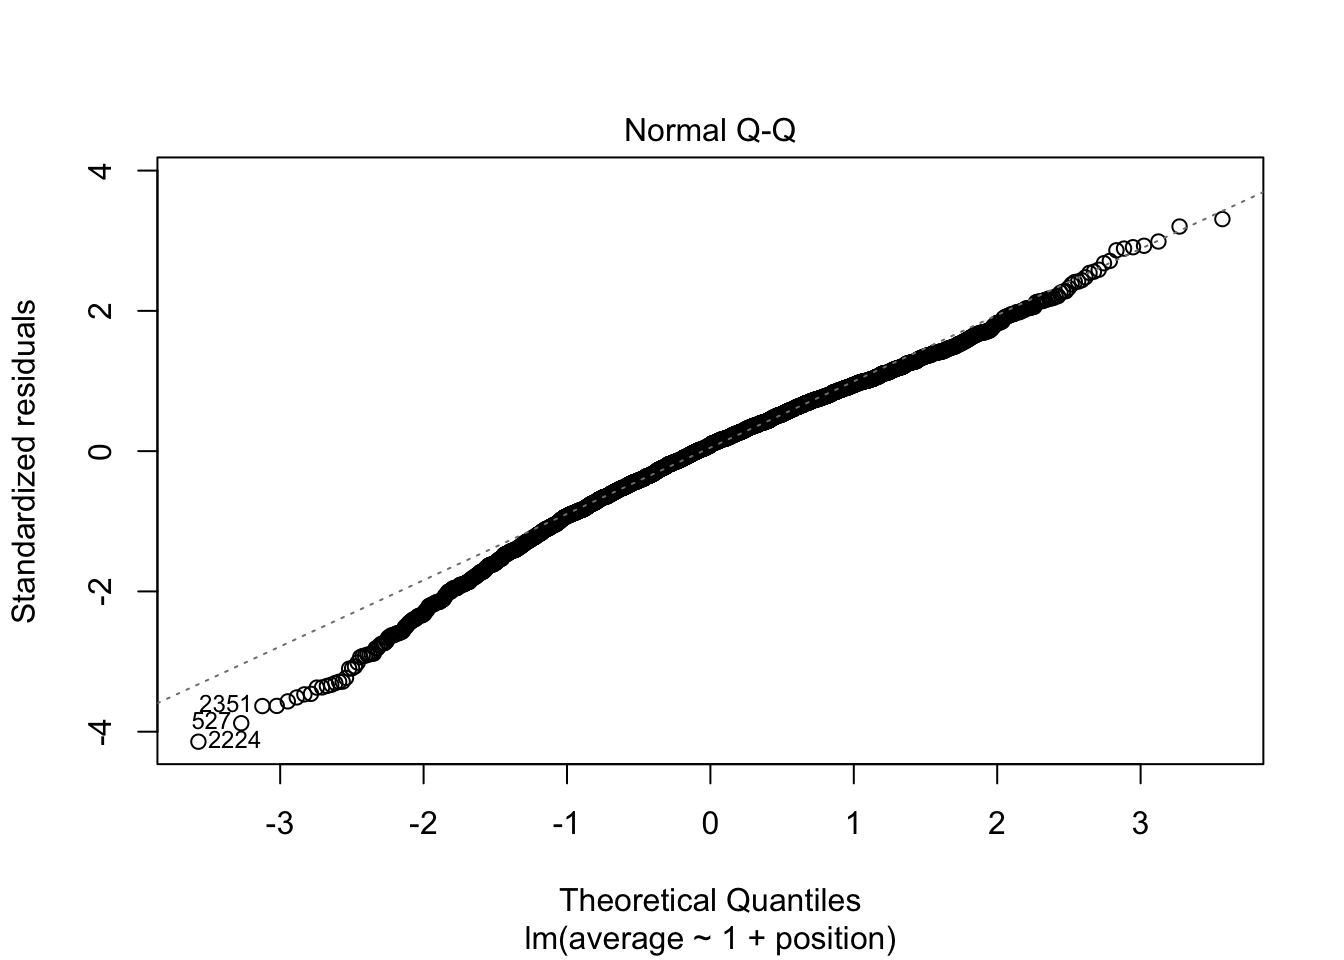 Normal Q-Q
Standardized residuals
4
2
0
-2
-4
2351
527
2224
-3 -2 -1 0 1 2 3
Theoretical Quantiles
lm(average ~ 1 + position)